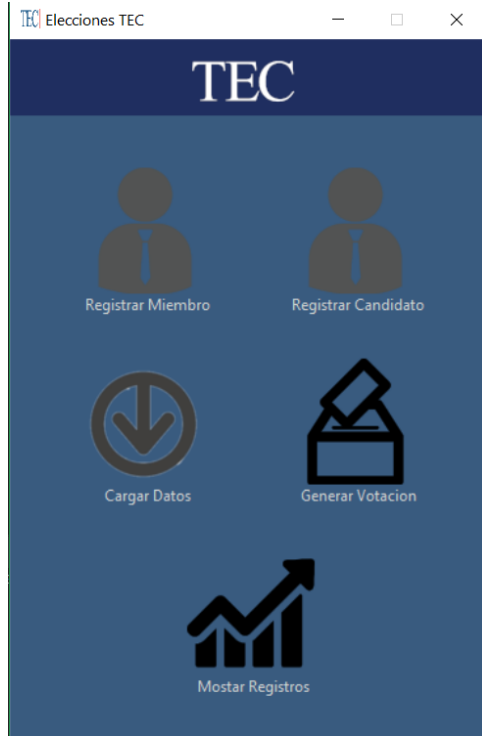 TEC Elecciones TEC
TEC
Registrar Miembro
Registrar Candidato
Cargar Datos
Generar Votacion
Mostar Registros